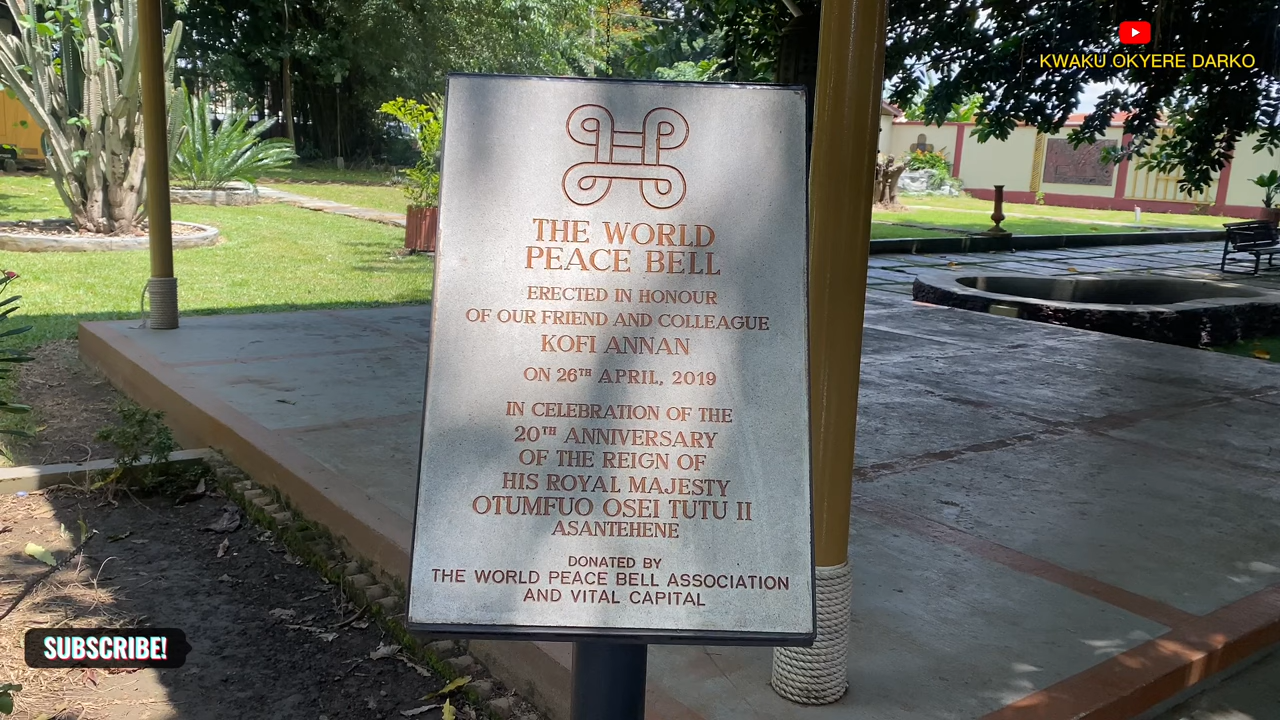 KWAKU OKYERE DARKO
THE WORLD
PEACE BELL
ERECTED IN HONOUR
OF OUR FRIEND AND COLLEAGUE
KOFI ANNAN
ON 26TH APRIL, 2019
IN CELEBRATION OF THE
20TH ANNIVERSARY
OF THE REIGN OF
HIS ROYAL MAJESTY
OTUMFUO OSEI TUTU II
ASANTEHENE
DONATED BY
THE WORLD PEACE BELL ASSOCIATION
AND VITAL CAPITAL
SUBSCRIBE!